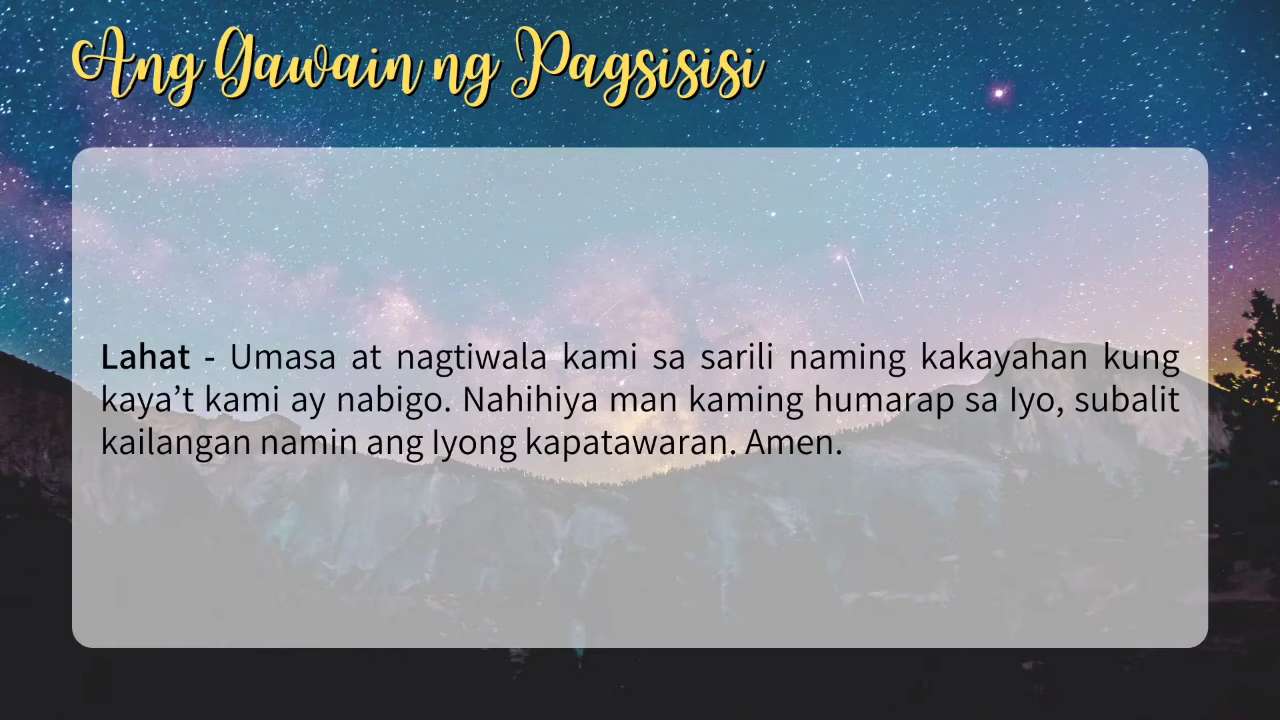 Ang Gawain ng Pagsisisi
Lahat - Umasa at nagtiwala kami sa sarili naming kakayahan kung
kaya’t kami ay nabigo. Nahihiya man kaming humarap sa Iyo, subalit
kailangan namin ang Iyong kapatawaran. Amen.